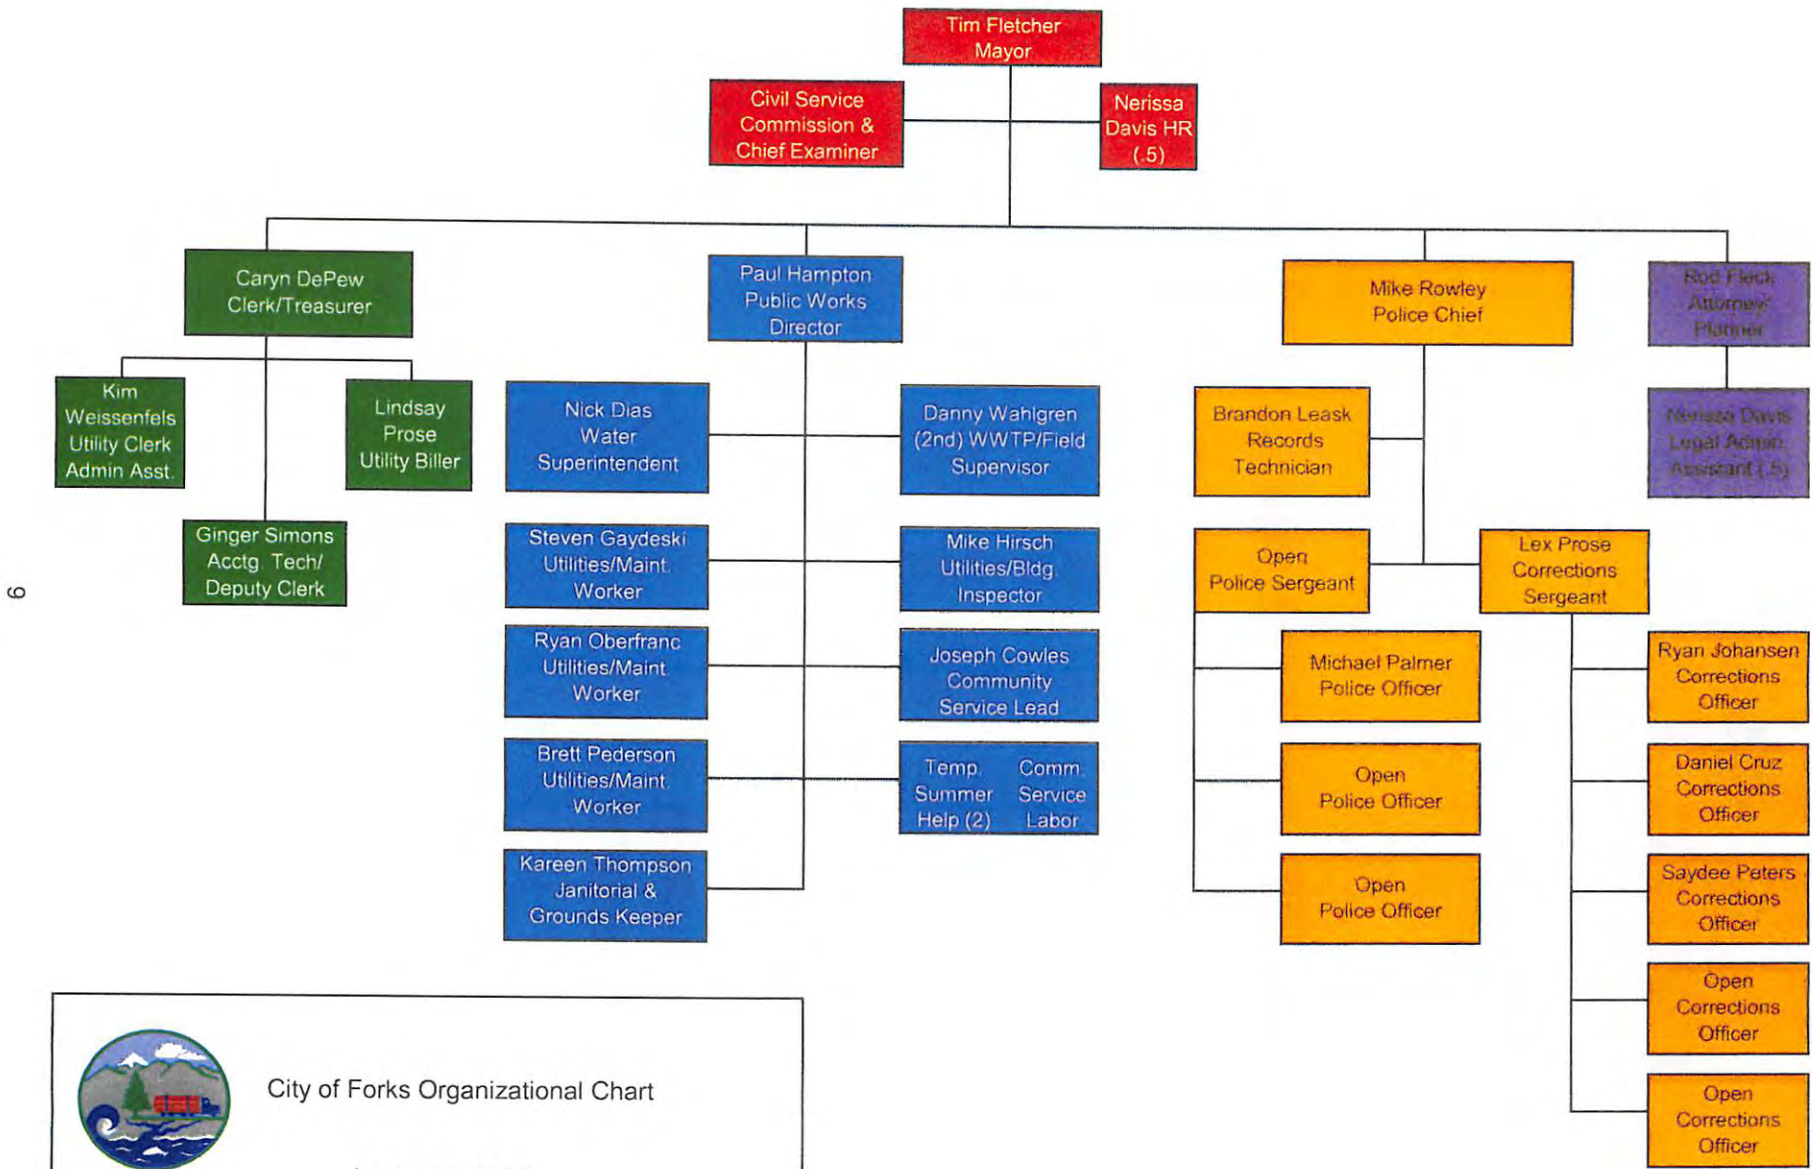 Tim Fletcher
Mayor
Civil Service
Commission &
Chief Examiner
Nerissa
Davis HR
(.5)
Caryn DePew
Clerk/Treasurer
Kim
Weissenfels
Utility Clerk
Admin Asst.
Lindsay
Prose
Utility Biller
Ginger Simons
Acctg. Tech/
Deputy Clerk
Paul Hampton
Public Works
Director
Nick Dias
Water
Superintendent
Danny Wahlgren
(2nd) WWTP/Field
Supervisor
Steven Gaydeski
Utilities/Maint.
Worker
Mike Hirsch
Utilities/Bldg.
Inspector
Ryan Oberfranc
Utilities/Maint.
Worker
Joseph Cowles
Community
Service Lead
Brett Pederson
Utilities/Maint.
Worker
Temp. Comm.
Summer Service
Help (2) Labor
Kareen Thompson
Janitorial &
Grounds Keeper
Mike Rowley
Police Chief
Brandon Leask
Records
Technician
Open
Police Sergeant
Lex Prose
Corrections
Sergeant
Michael Palmer
Police Officer
Open
Police Officer
Open
Police Officer
Ryan Johansen
Corrections
Officer
Daniel Cruz
Corrections
Officer
Saydee Peters
Corrections
Officer
Open
Corrections
Officer
Open
Corrections
Officer
Rod Fleck
Attorney/
Planner
Nerissa Davis
Legal Admin.
Assistant (.5)
9
City of Forks Organizational Chart